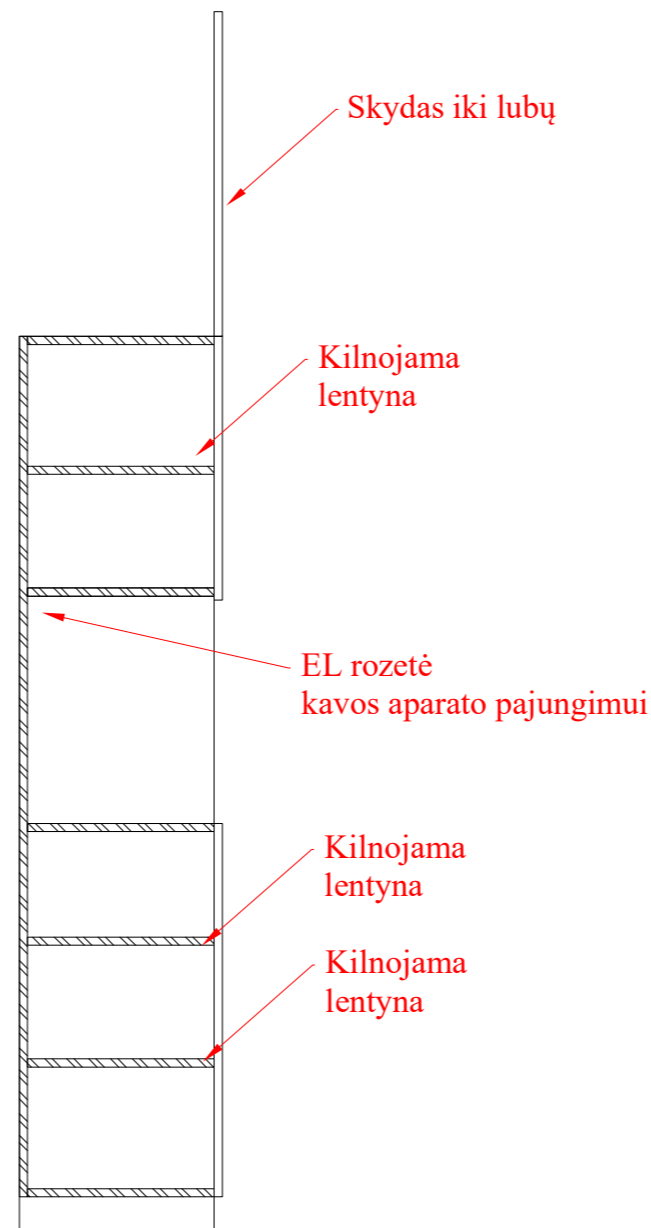 Skydas iki lubų
Kilnojama
lentyna
EL rozetė
kavos aparato pajungimui
Kilnojama
lentyna
Kilnojama
lentyna